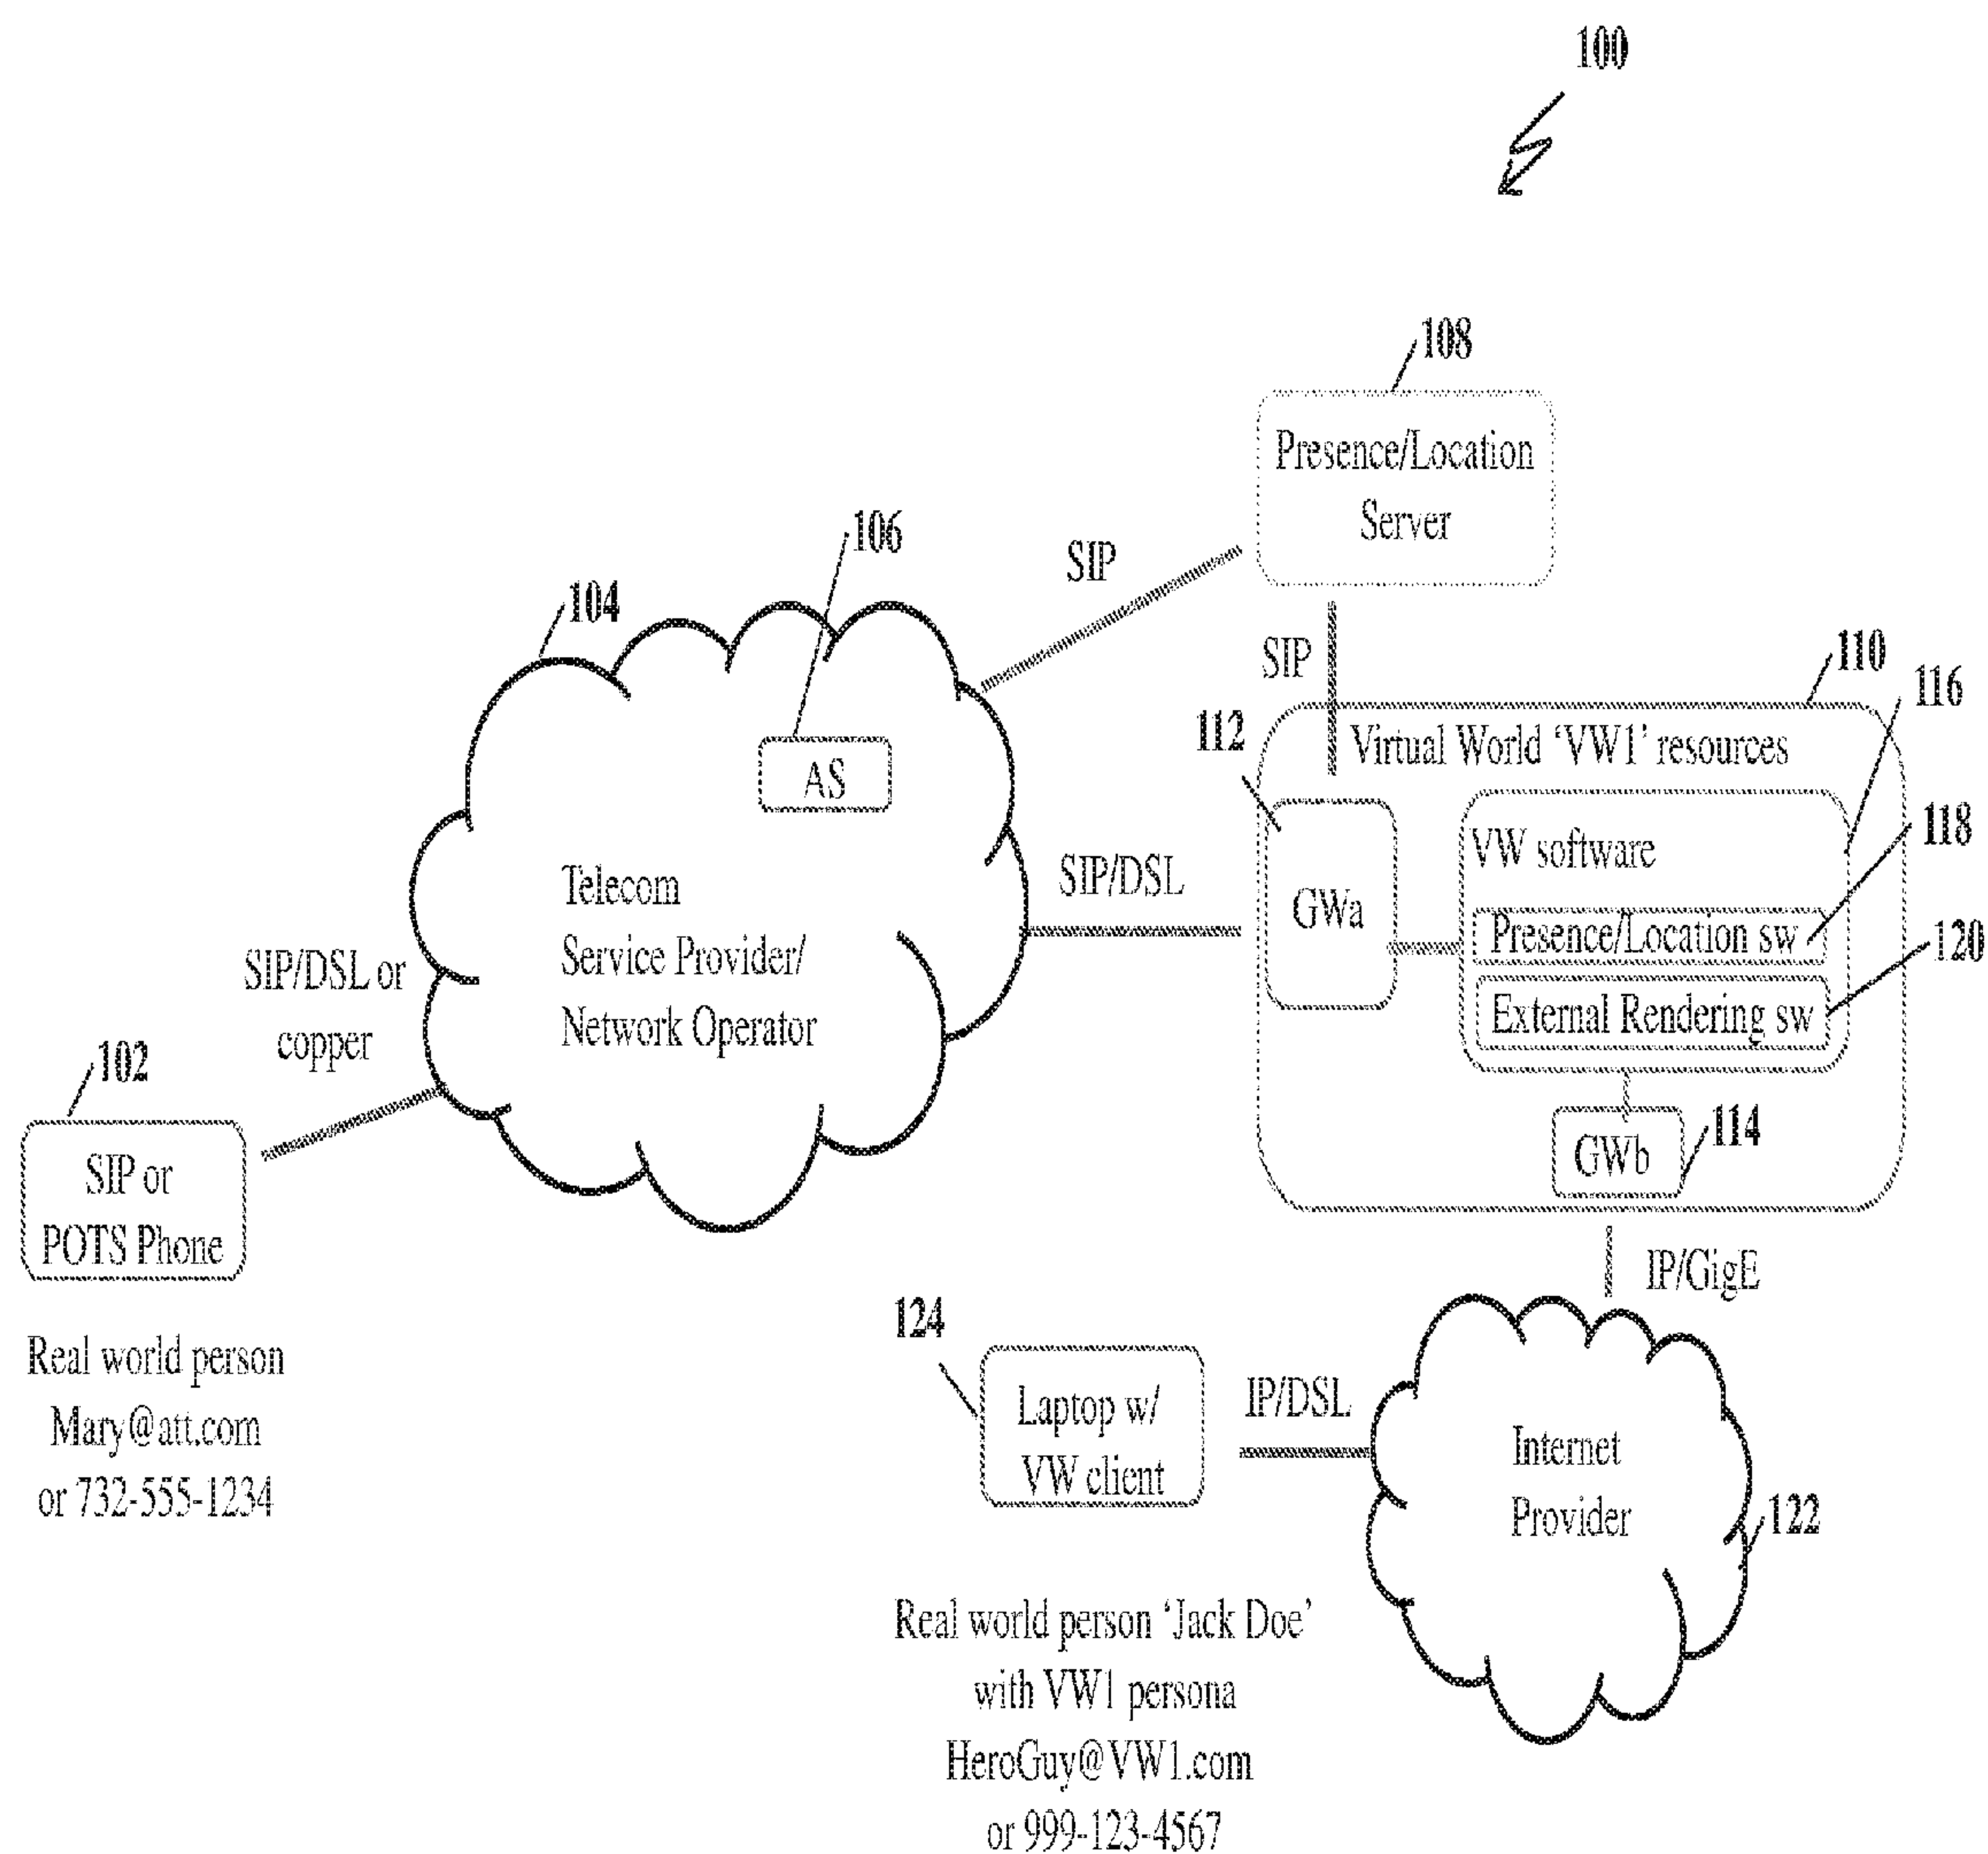 100
108
Presence/Location
Server
106
SIP
104
SIP
110
116
112
Virtual World ‘VW1’ resources
AS
118
VW software
SIP/DSL
Telecom
GWa
Presence/Location sw
120
Service Provider/
SIP/DSL or
External Rendering sw
Network Operator
copper
102
114
GWb
SIP or
POTS Phone
IP/GigE
124
Real world person
Mary@att.com
or 732-555-1234
Laptop w/
VW client
IP/DSL
Internet
Provider
122
Real world person ‘Jack Doe’
with VW1 persona
HeroGuy@VW1.com
or 999-123-4567